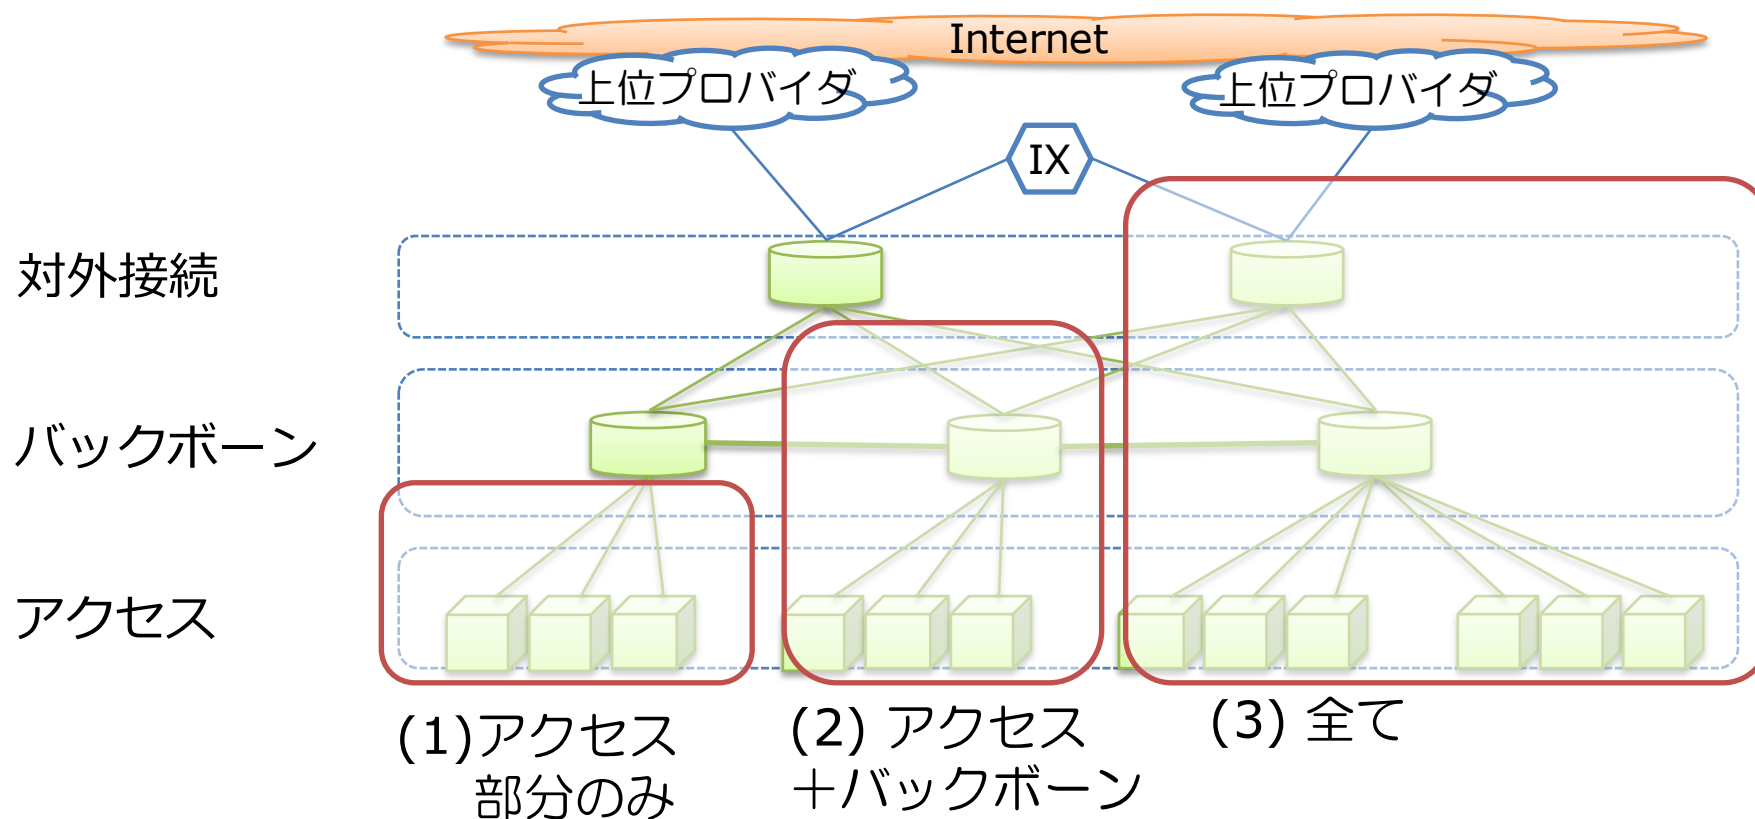 Internet
上位プロバイダ
上位プロバイダ
IX
対外接続
バックボーン
アクセス
(1)アクセス
部分のみ
(2) アクセス
＋バックボーン
(3) 全て